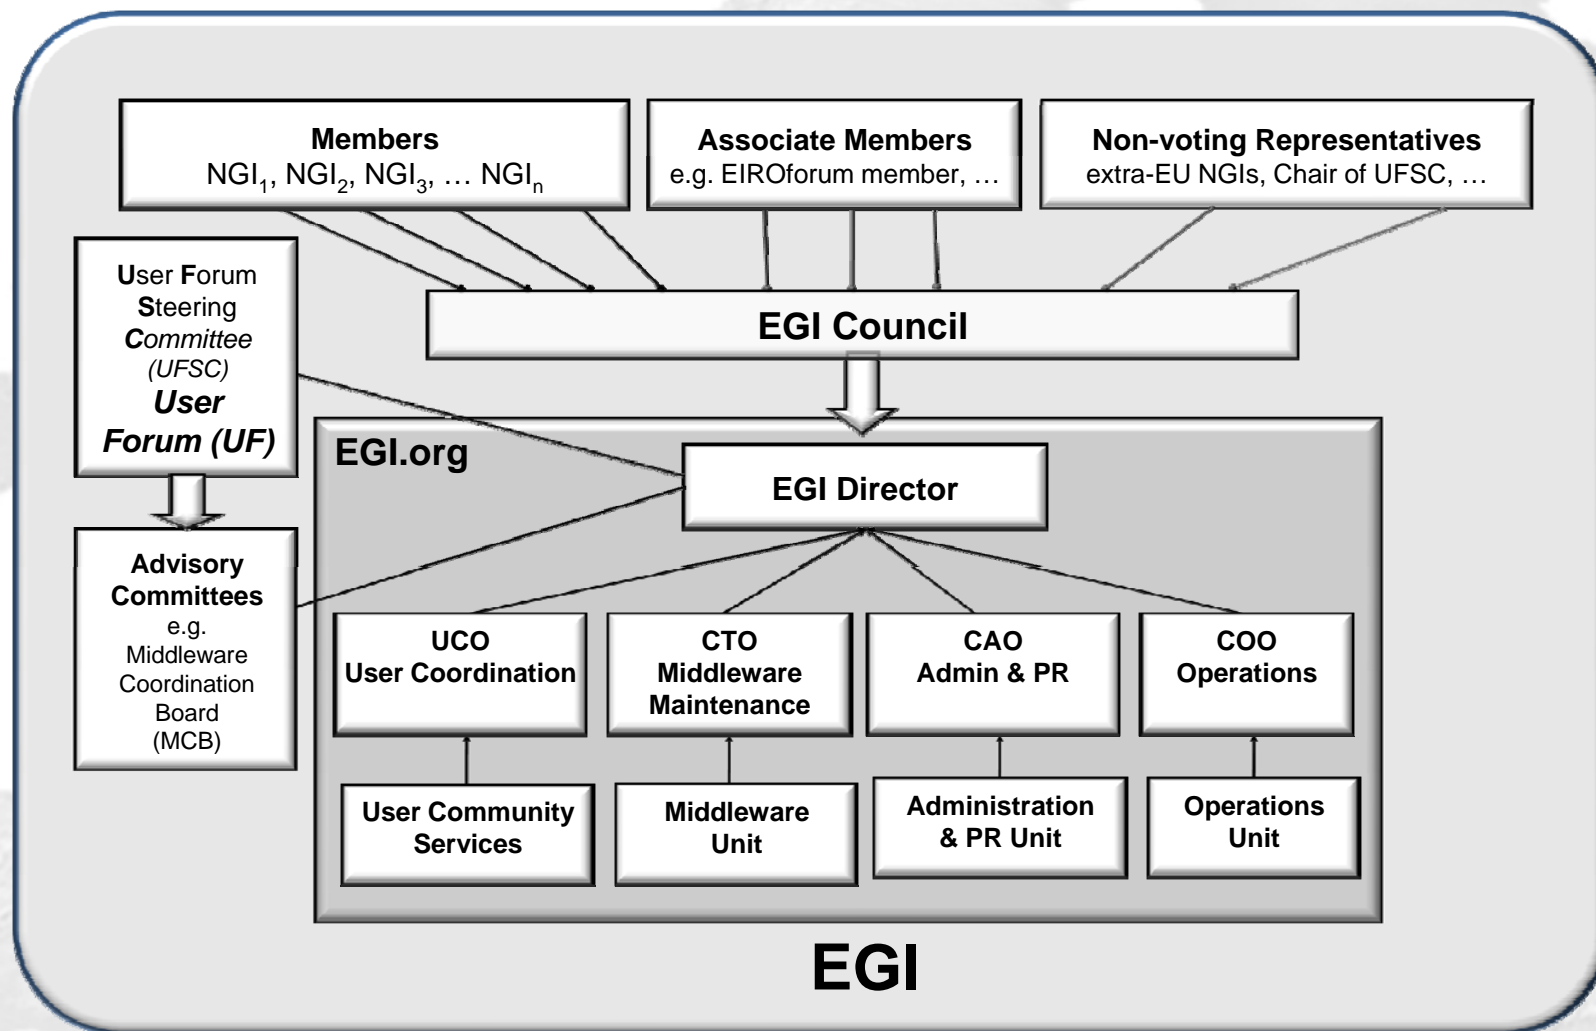 Members
NGI1, NGI2, NGI3, … NGIn
Associate Members
e.g. EIROforum member, …
Non-voting Representatives
extra-EU NGIs, Chair of UFSC, …
User Forum
Steering
Committee
(UFSC)
User
Forum (UF)
EGI Council
EGI.org
EGI Director
Advisory
Committees
e.g.
Middleware
Coordination
Board
(MCB)
UCO
User Coordination
CTO
Middleware
Maintenance
CAO
Admin & PR
COO
Operations
User Community
Services
Middleware
Unit
Administration
& PR Unit
Operations
Unit
EGI